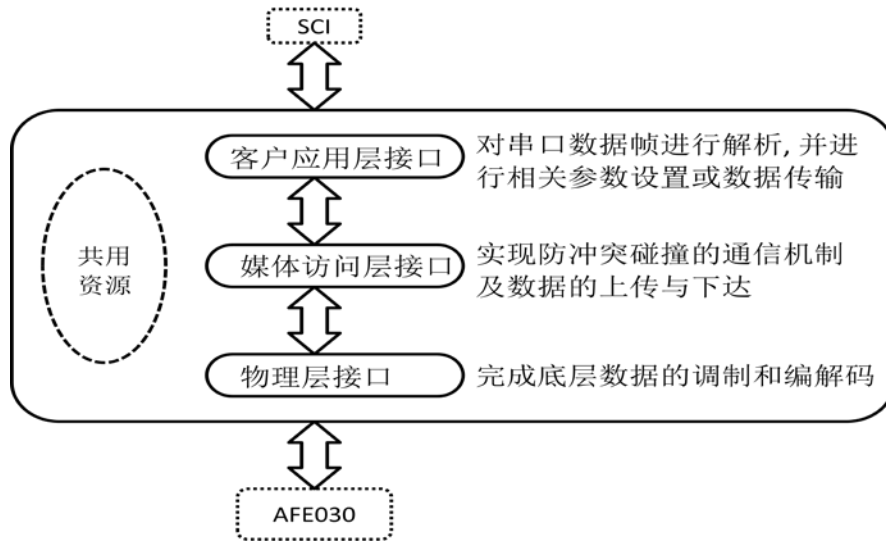 SCI
客户应用层接口
对串口数据帧进行解析, 并进
行相关参数设置或数据传输
共用
资源
媒体访问层接口
实现防冲突碰撞的通信机制
及数据的上传与下达
物理层接口
完成底层数据的调制和编解码
AFE030